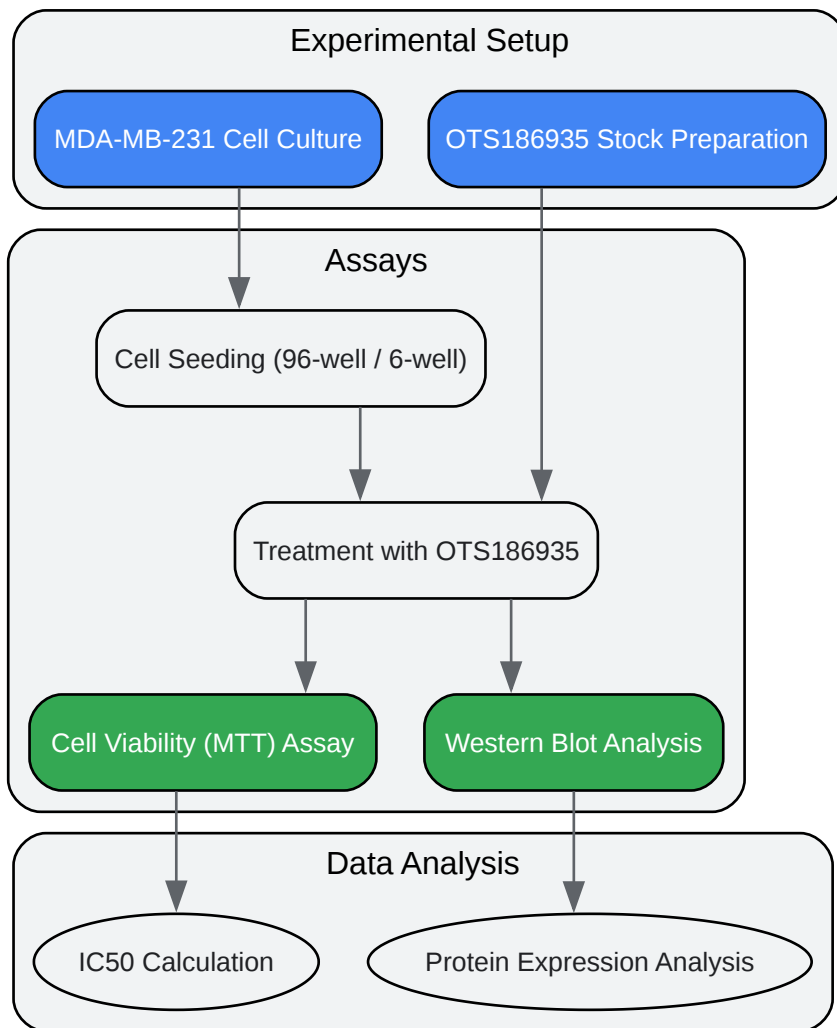 Experimental Setup
MDA-MB-231 Cell Culture
OTS186935 Stock Preparation
Assays
Cell Seeding (96-well / 6-well)
Treatment with OTS186935
Cell Viability (MTT) Assay
Western Blot Analysis
Data Analysis
IC50 Calculation
Protein Expression Analysis